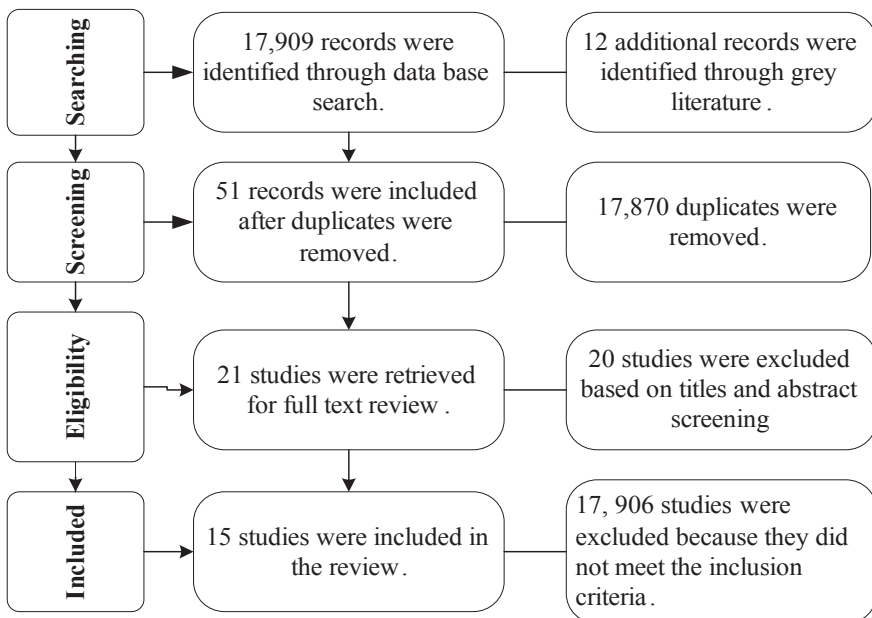 Searching
17,909 records were
identified through data base
search.
12 additional records were
identified through grey
literature .
Screening
51 records were included
after duplicates were
removed.
17,870 duplicates were
removed.
Eligibility
21 studies were retrieved
for full text review .
20 studies were excluded
based on titles and abstract
screening
Included
15 studies were included in
the review.
17, 906 studies were
excluded because they did
not meet the inclusion
criteria.